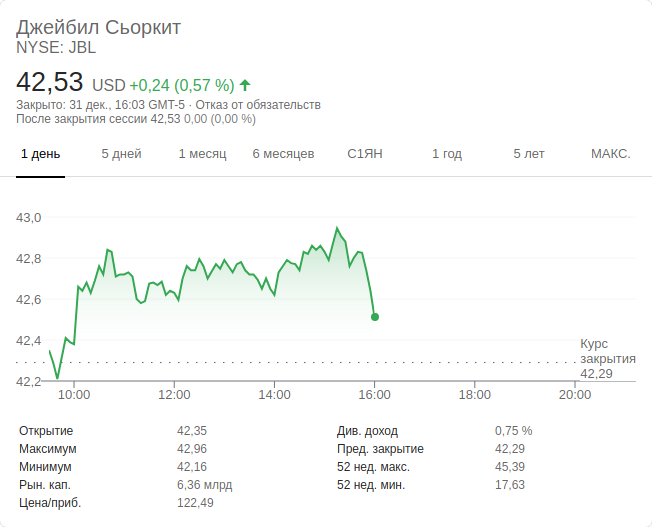 Джейбил Сьоркит
NYSE: JBL
42,53 USD +0,24 (0,57 %)
Закрыто: 31 дек., 16:03 GMT-5 · Отказ от обязательств
После закрытия сессии 42,53 0,00 (0,00 %)
1 день 5 дней 1 месяц 6 месяцев С1ЯН 1 год 5 лет МАКС.
43,0
42,8
42,6
42,4
42,2
Курс
закрытия
42,29
10:00 12:00 14:00 16:00 18:00 20:00
Открытие 42,35 Див. доход 0,75 %
Максимум 42,96 Пред. закрытие 42,29
Минимум 42,16 52 нед. макс. 45,39
Рын. кап. 6,36 млрд 52 нед. мин. 17,63
Цена/приб. 122,49